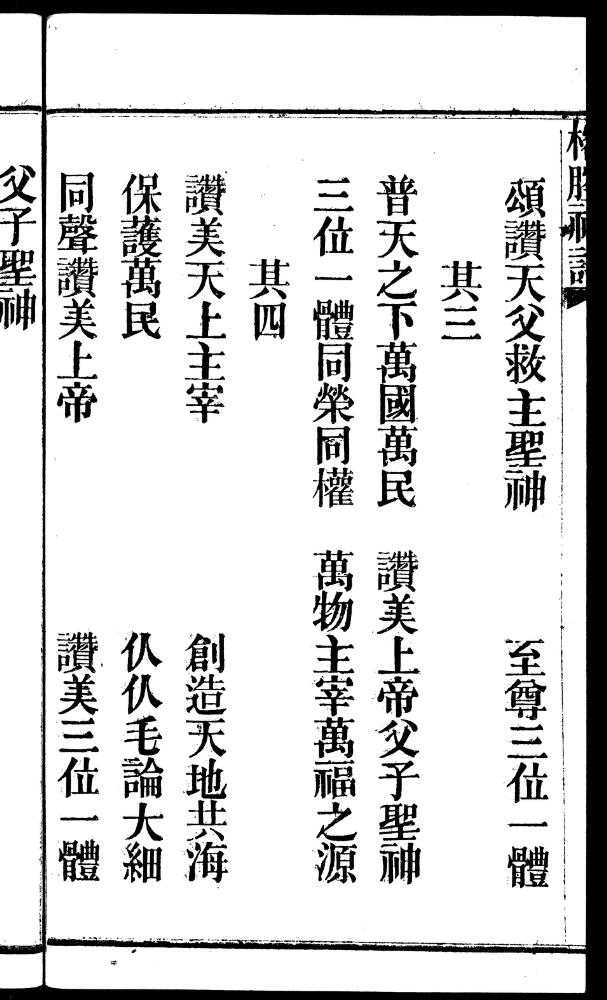 頌讚天父救主聖神　至尊三位一體
其三
普天之下萬國萬民　讚美上帝父子聖神
三位一體同榮同權　萬物主宰萬福之源
其四
讚美天上主宰　創造天地共海
保護萬民　仈仈毛論大細
同聲讚美上帝　讚美三位一體
父子聖神